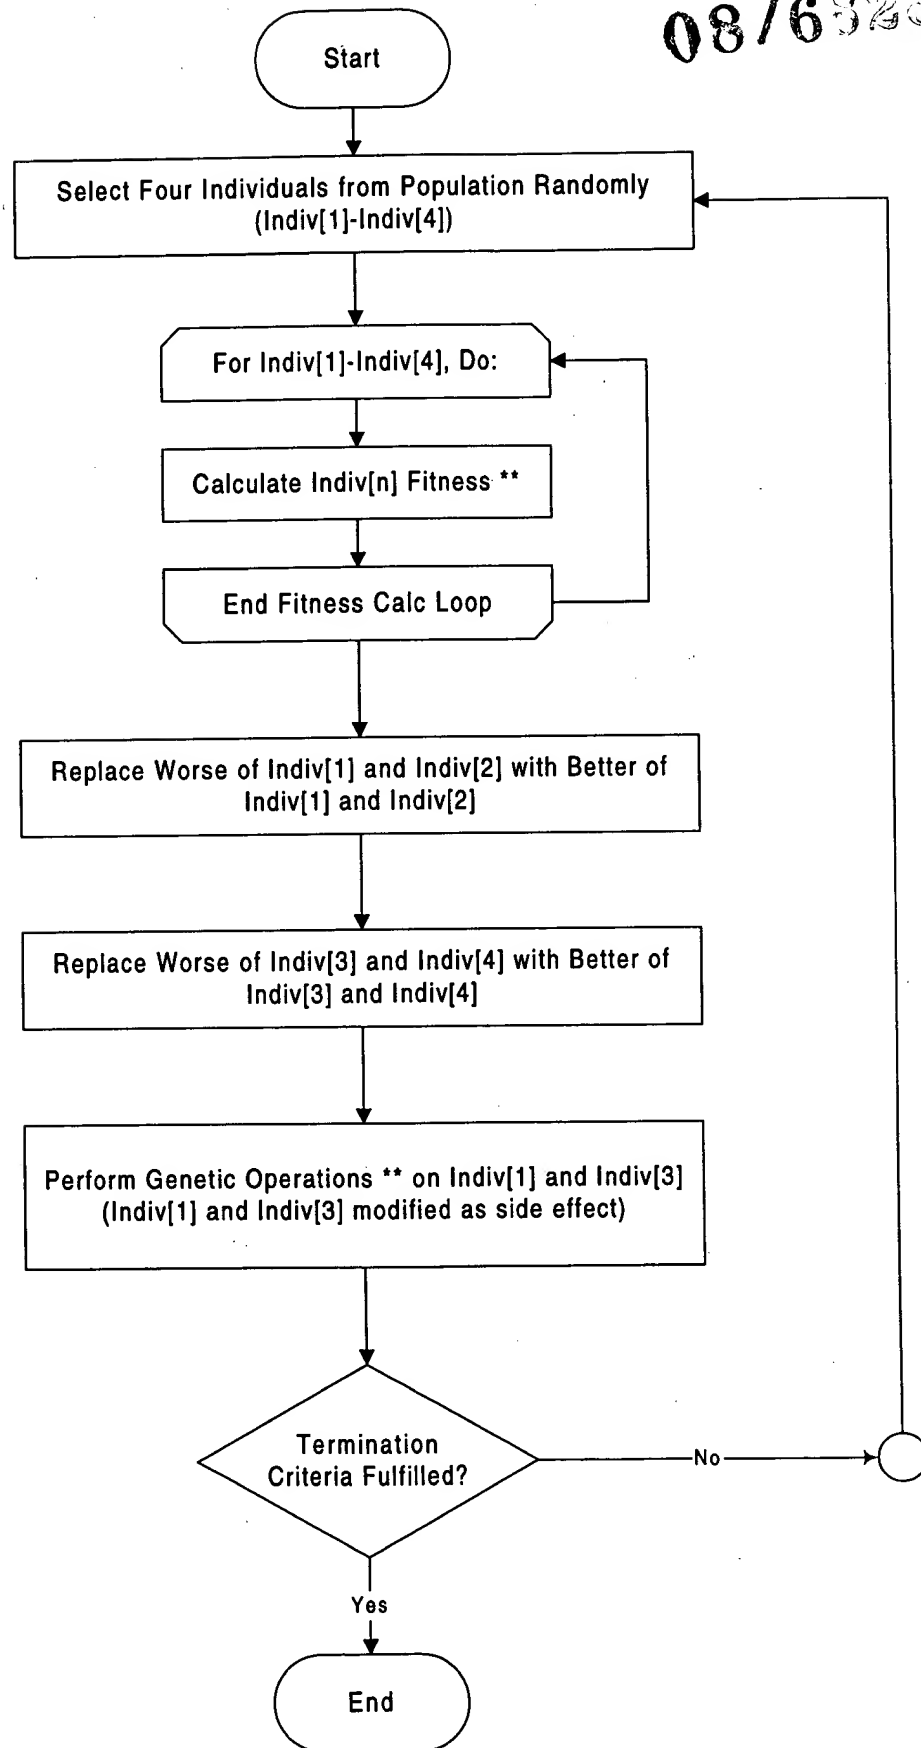 Start
Select Four Individuals from Population Randomly
(Indiv[1]-Indiv[4])
For Indiv[1]-Indiv[4], Do:
Calculate Indiv[n] Fitness **
End Fitness Calc Loop
Replace Worse of Indiv[1] and Indiv[2] with Better of
Indiv[1] and Indiv[2]
Replace Worse of Indiv[3] and Indiv[4] with Better of
Indiv[3] and Indiv[4]
Perform Genetic Operations ** on Indiv[1] and Indiv[3]
(Indiv[1] and Indiv[3] modified as side effect)
Termination
Criteria Fulfilled?
No
Yes
End